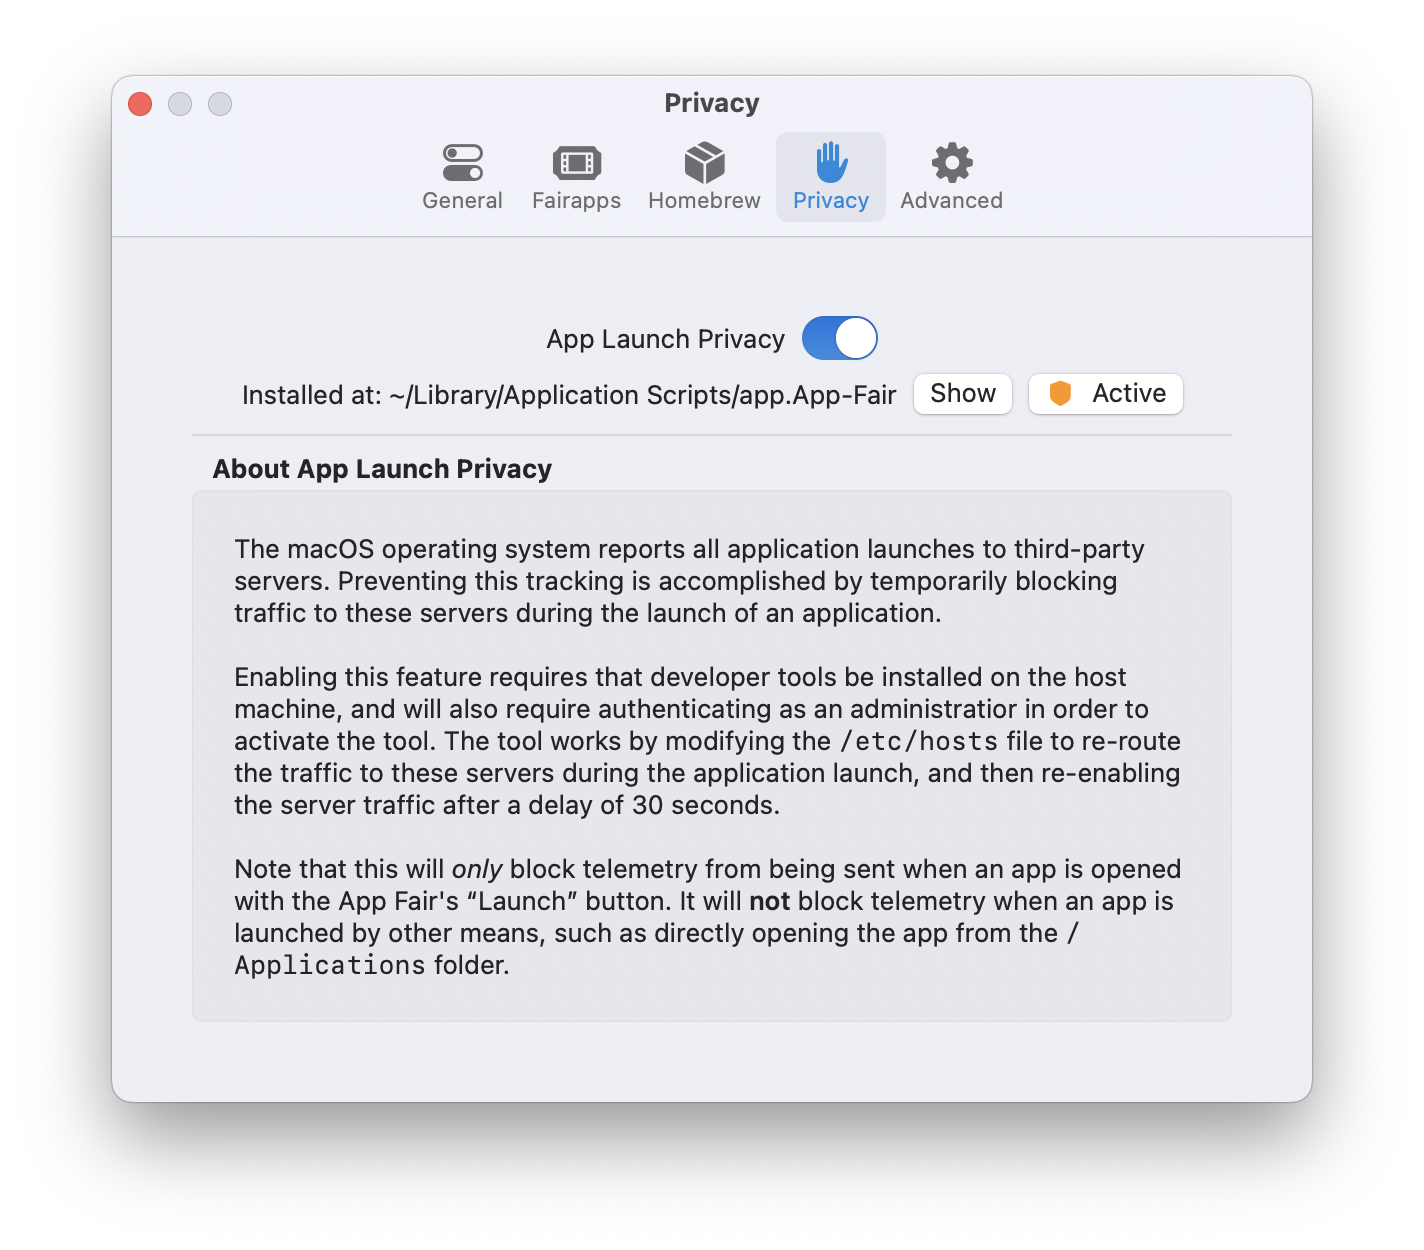 Privacy
General
Fairapps
Homebrew
Privacy
Advanced
App Launch Privacy
Installed at: ~/Library/Application Scripts/app.App-Fair
Show
Active
About App Launch Privacy
The macOS operating system reports all application launches to third-party
servers. Preventing this tracking is accomplished by temporarily blocking
traffic to these servers during the launch of an application.
Enabling this feature requires that developer tools be installed on the host
machine, and will also require authenticating as an administratior in order to
activate the tool. The tool works by modifying the /etc/hosts file to re-route
the traffic to these servers during the application launch, and then re-enabling
the server traffic after a delay of 30 seconds.
Note that this will only block telemetry from being sent when an app is opened
with the App Fair's “Launch” button. It will not block telemetry when an app is
launched by other means, such as directly opening the app from the /
Applications folder.